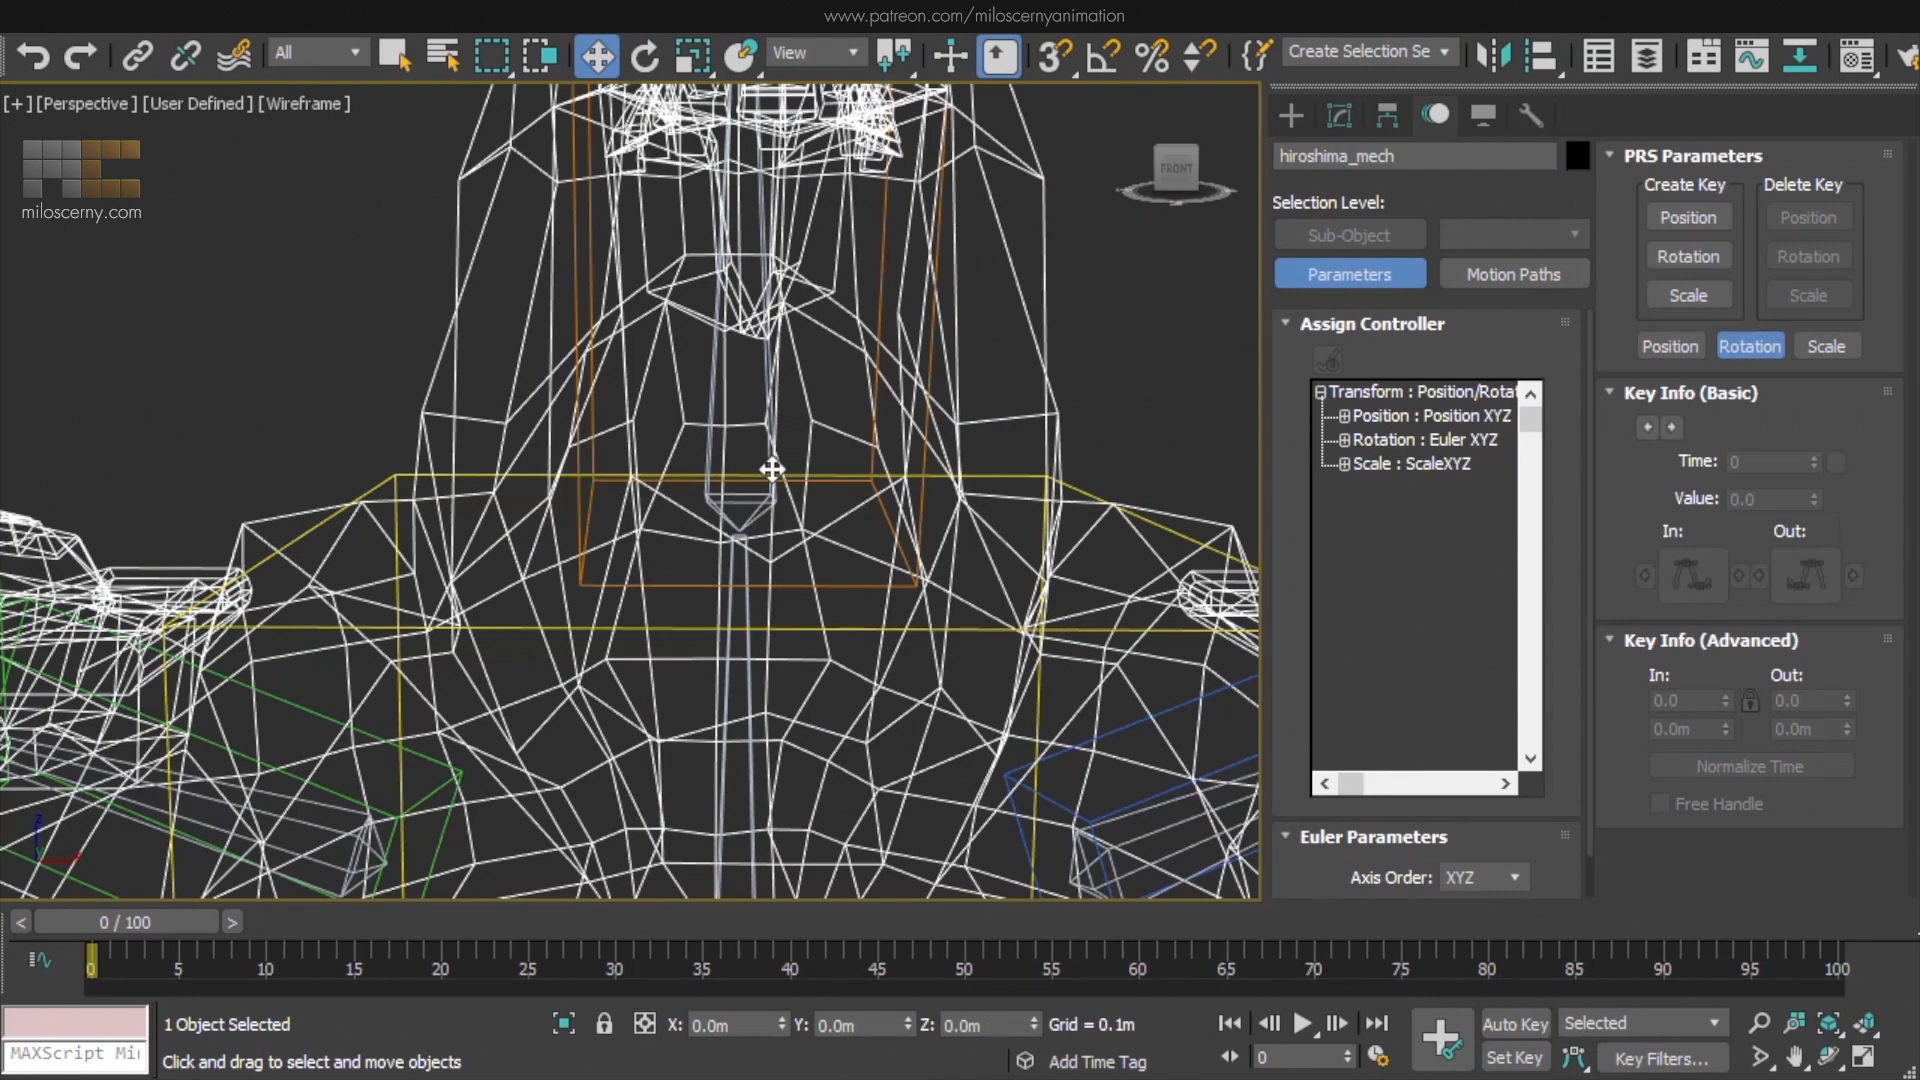 www.patreon.com/miloscernyanimation
All
View
Create Selection Se
[+] [Perspective ] [User Defined ] [Wireframe ]
miloscerny.com
FRONT
hiroshima_mech
Selection Level:
Sub-Object
Parameters
Motion Paths
Assign Controller
Transform : Position/Rotat
Position : Position XYZ
Rotation : Euler XYZ
Scale : ScaleXYZ
Euler Parameters
Axis Order: XYZ
PRS Parameters
Create Key
Delete Key
Position
Position
Rotation
Rotation
Scale
Scale
Position
Rotation
Scale
Key Info (Basic)
Time: 0
Value: 0.0
In:
Out:
Key Info (Advanced)
In:
Out:
0.0
0.0
0.0m
0.0m
Normalize Time
Free Handle
z
< 0 / 100 >
0 5 10 15 20 25 30 35 40 45 50 55 60 65 70 75 80 85 90 95 100
1 Object Selected
X: 0.0m Y: 0.0m Z: 0.0m Grid = 0.1m
Auto Key
Selected
MAXScript Mi
Click and drag to select and move objects
Add Time Tag
0
Set Key
Key Filters...